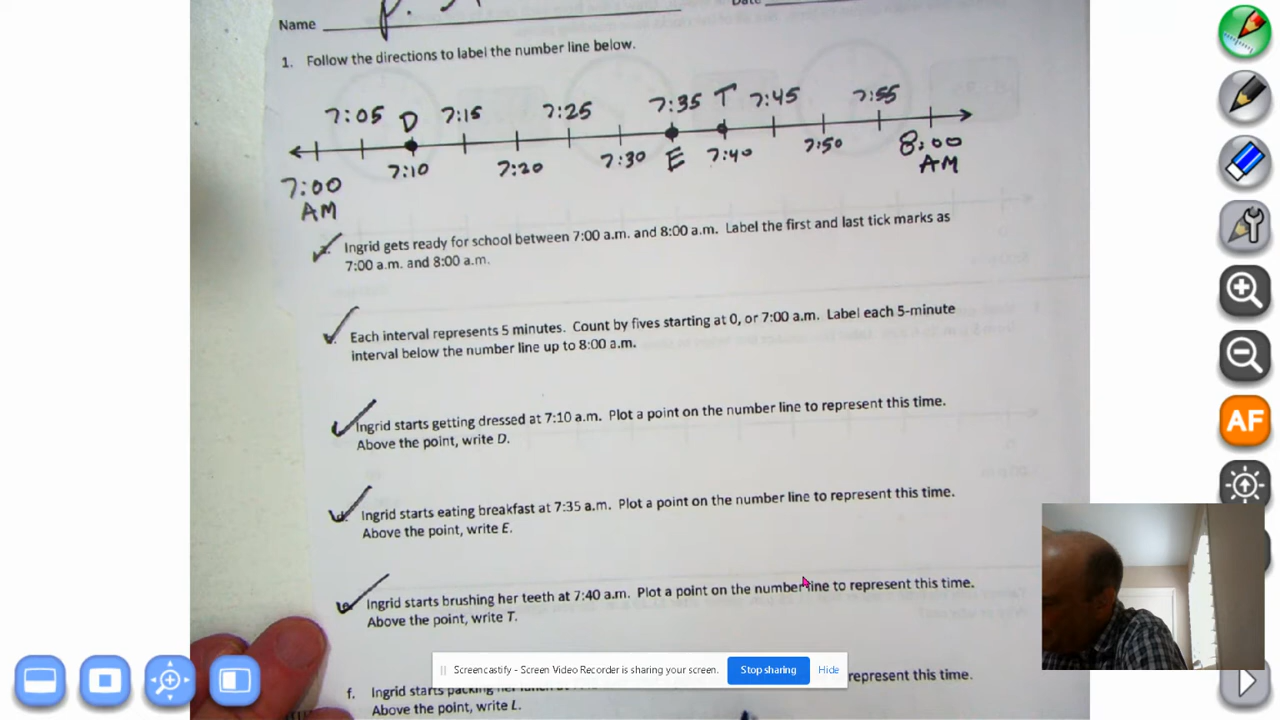 Name
1. Follow the directions to label the number line below.
7:05 D 7:15 7:25 7:35 T 7:45 7:55
7:00 AM 7:10 7:20 7:30 E 7:40 7:50 8:00 AM
Ingrid gets ready for school between 7:00 a.m. and 8:00 a.m. Label the first and last tick marks as
7:00 a.m. and 8:00 a.m.
Each interval represents 5 minutes. Count by fives starting at 0, or 7:00 a.m. Label each 5-minute
interval below the number line up to 8:00 a.m.
Ingrid starts getting dressed at 7:10 a.m. Plot a point on the number line to represent this time.
Above the point, write D.
Ingrid starts eating breakfast at 7:35 a.m. Plot a point on the number line to represent this time.
Above the point, write E.
Ingrid starts brushing her teeth at 7:40 a.m. Plot a point on the number line to represent this time.
Above the point, write T.
f. Ingrid starts packing her lunch at represent this time.
Above the point, write L.
Screencastify - Screen Video Recorder is sharing your screen. Stop sharing Hide
AF